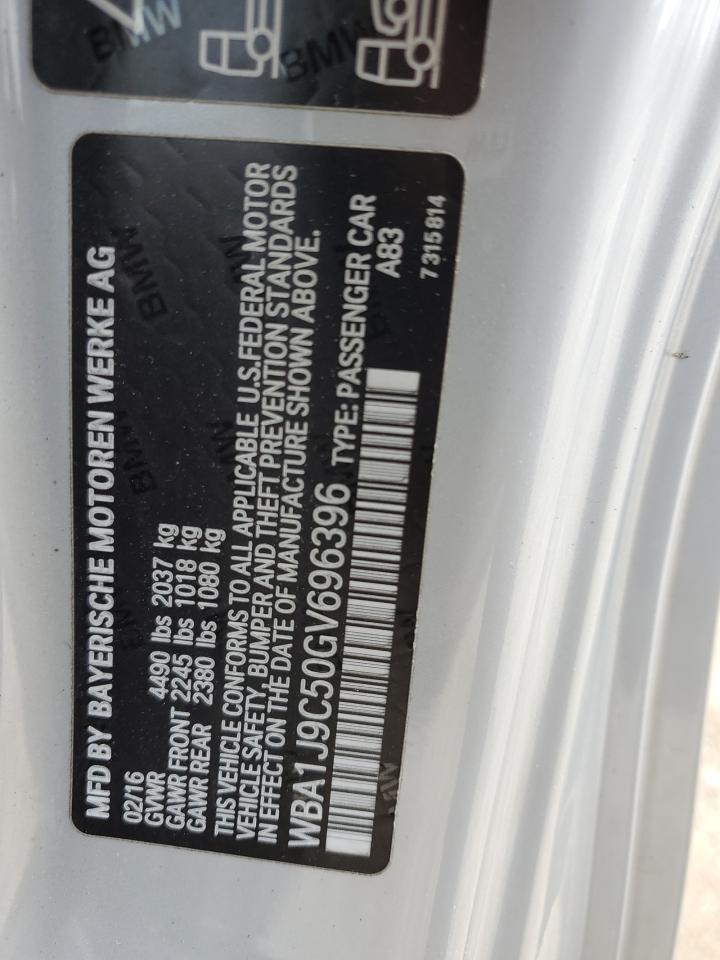 MFD BY BAYERISCHE MOTOREN WERKE AG
02/16
GVWR 4490 lbs 2037 kg
GAWR FRONT 2245 lbs 1018 kg
GAWR REAR 2380 lbs 1080 kg
THIS VEHICLE CONFORMS TO ALL APPLICABLE U.S.FEDERAL MOTOR
VEHICLE SAFETY, BUMPER AND THEFT PREVENTION STANDARDS
IN EFFECT ON THE DATE OF MANUFACTURE SHOWN ABOVE.
WBA1J9C50GV696396 TYPE: PASSENGER CAR
A83
7 315 814